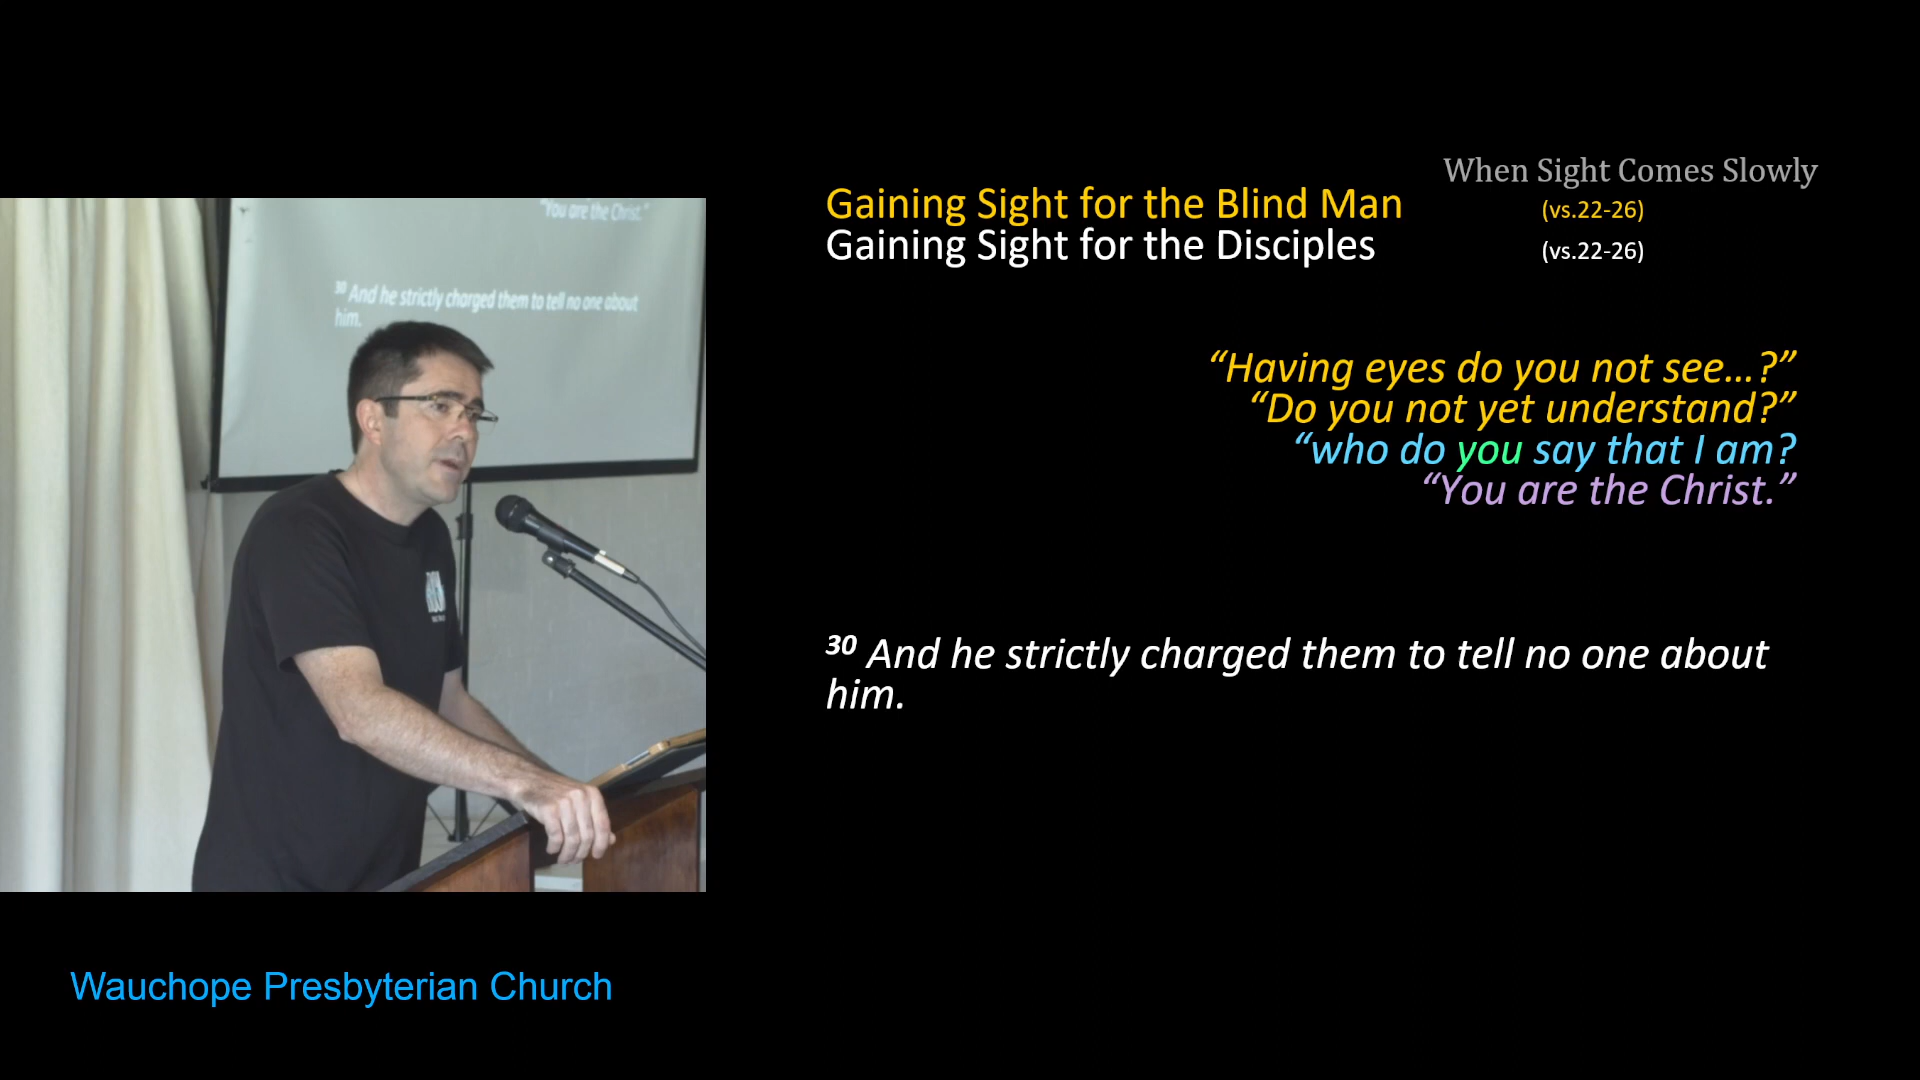 When Sight Comes Slowly
Gaining Sight for the Blind Man (vs.22-26)
Gaining Sight for the Disciples (vs.22-26)
“Having eyes do you not see…?”
“Do you not yet understand?”
“who do you say that I am?
“You are the Christ.”
30 And he strictly charged them to tell no one about
him.
"You are the Christ."
30 And he strictly charged them to tell no one about
him.
Wauchope Presbyterian Church